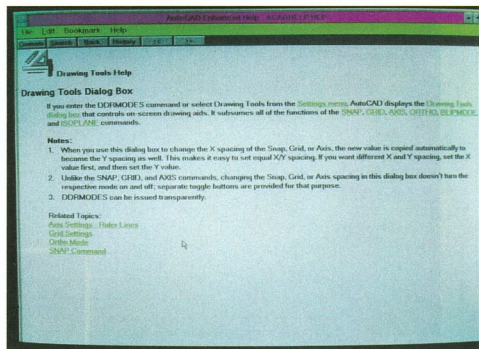 AutoCAD Enhanced Help - ACADHELP.HLP
File Edit Bookmark Help
Contents Search Back History << >>
Drawing Tools Help
Drawing Tools Dialog Box
If you enter the DDRMODES command or select Drawing Tools from the Settings menu, AutoCAD displays the Drawing Tools
dialog box that controls on-screen drawing aids. It subsumes all of the functions of the SNAP, GRID, AXIS, ORTHO, BLIPMODE,
and ISOPLANE commands.
Notes:
1. When you use this dialog box to change the X spacing of the Snap, Grid, or Axis, the new value is copied automatically to
become the Y spacing as well. This makes it easy to set equal X/Y spacing. If you want different X and Y spacing, set the X
value first, and then set the Y value.
2. Unlike the SNAP, GRID, and AXIS commands, changing the Snap, Grid, or Axis spacing in this dialog box doesn't turn the
respective mode on and off; separate toggle buttons are provided for that purpose.
3. DDRMODES can be issued transparently.
Related Topics:
Axis Settings - Ruler Lines
Grid Settings
Ortho Mode
SNAP Command